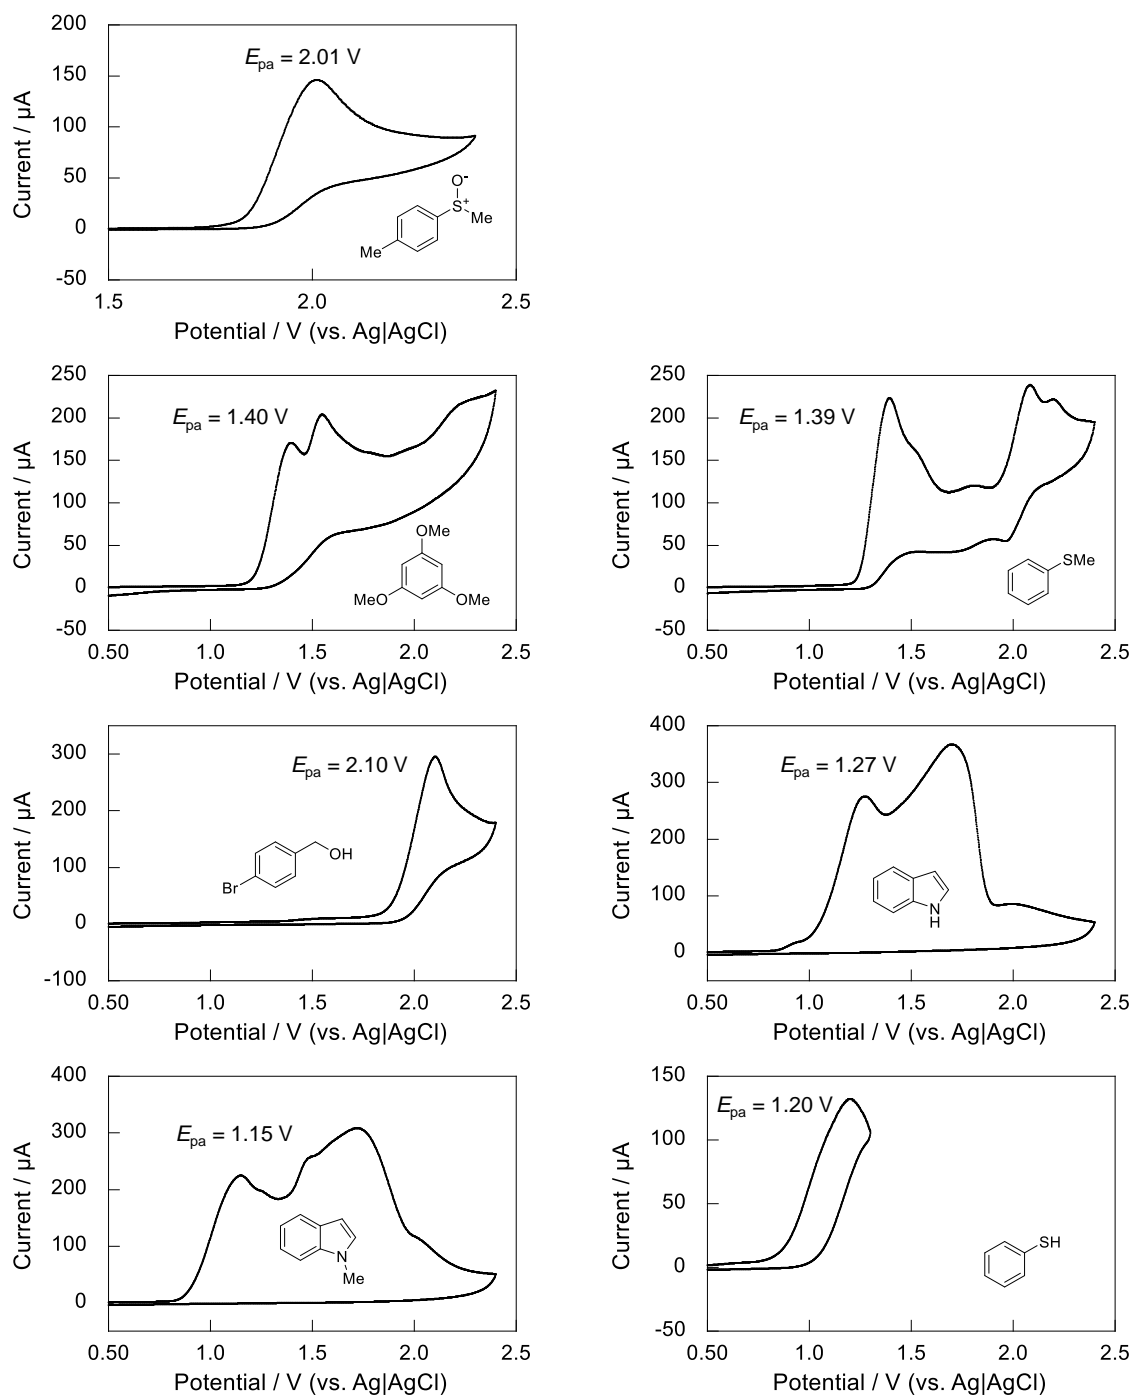 200
150
100
50
0
-50
Current / μA
Epa = 2.01 V
O-
S+
Me
Me
1.5
2.0
2.5
Potential / V (vs. Ag|AgCl)
250
200
150
100
50
0
-50
Current / μA
Epa = 1.40 V
OMe
MeO
OMe
0.50
1.0
1.5
2.0
2.5
Potential / V (vs. Ag|AgCl)
250
200
150
100
50
0
-50
Current / μA
Epa = 1.39 V
SMe
0.50
1.0
1.5
2.0
2.5
Potential / V (vs. Ag|AgCl)
300
200
100
0
-100
Current / μA
Epa = 2.10 V
OH
Br
0.50
1.0
1.5
2.0
2.5
Potential / V (vs. Ag|AgCl)
400
300
200
100
0
Current / μA
Epa = 1.27 V
N
H
0.50
1.0
1.5
2.0
2.5
Potential / V (vs. Ag|AgCl)
400
300
200
100
0
Current / μA
Epa = 1.15 V
N
Me
0.50
1.0
1.5
2.0
2.5
Potential / V (vs. Ag|AgCl)
150
100
50
0
-50
Current / μA
Epa = 1.20 V
SH
0.50
1.0
1.5
2.0
2.5
Potential / V (vs. Ag|AgCl)